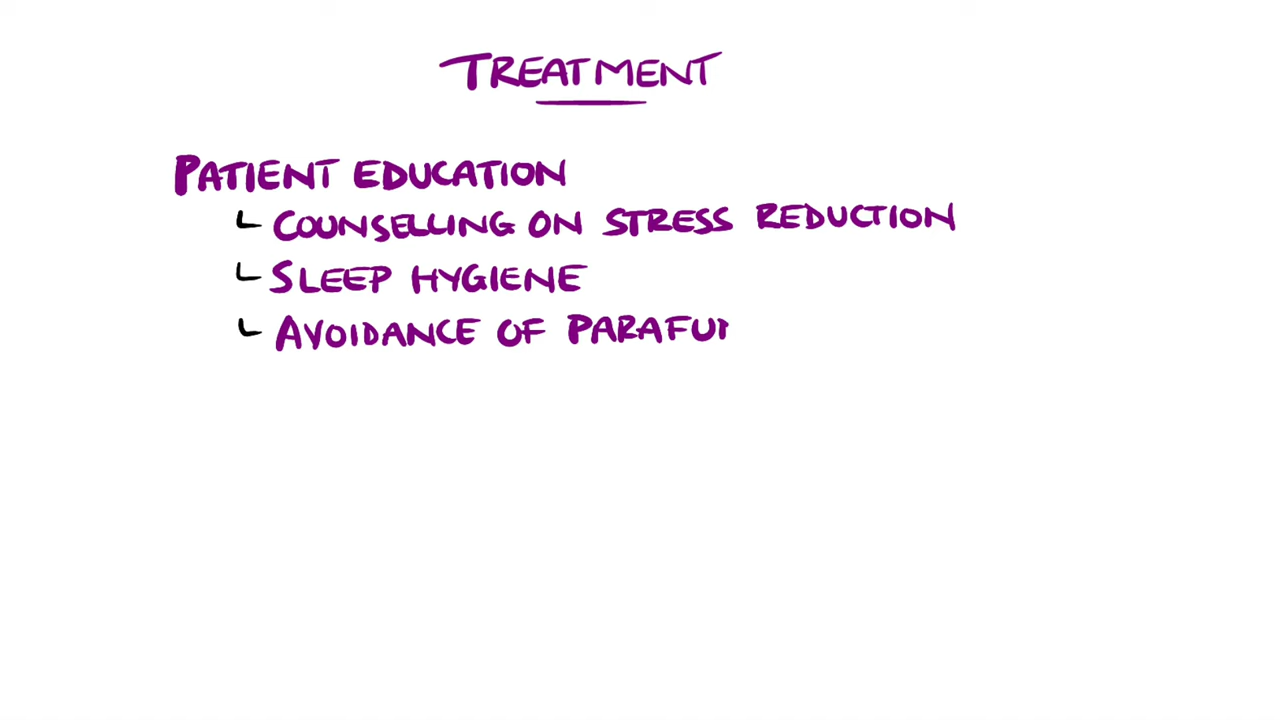 TREATMENT
PATIENT EDUCATION
COUNSELLING ON STRESS REDUCTION
SLEEP HYGIENE
AVOIDANCE OF